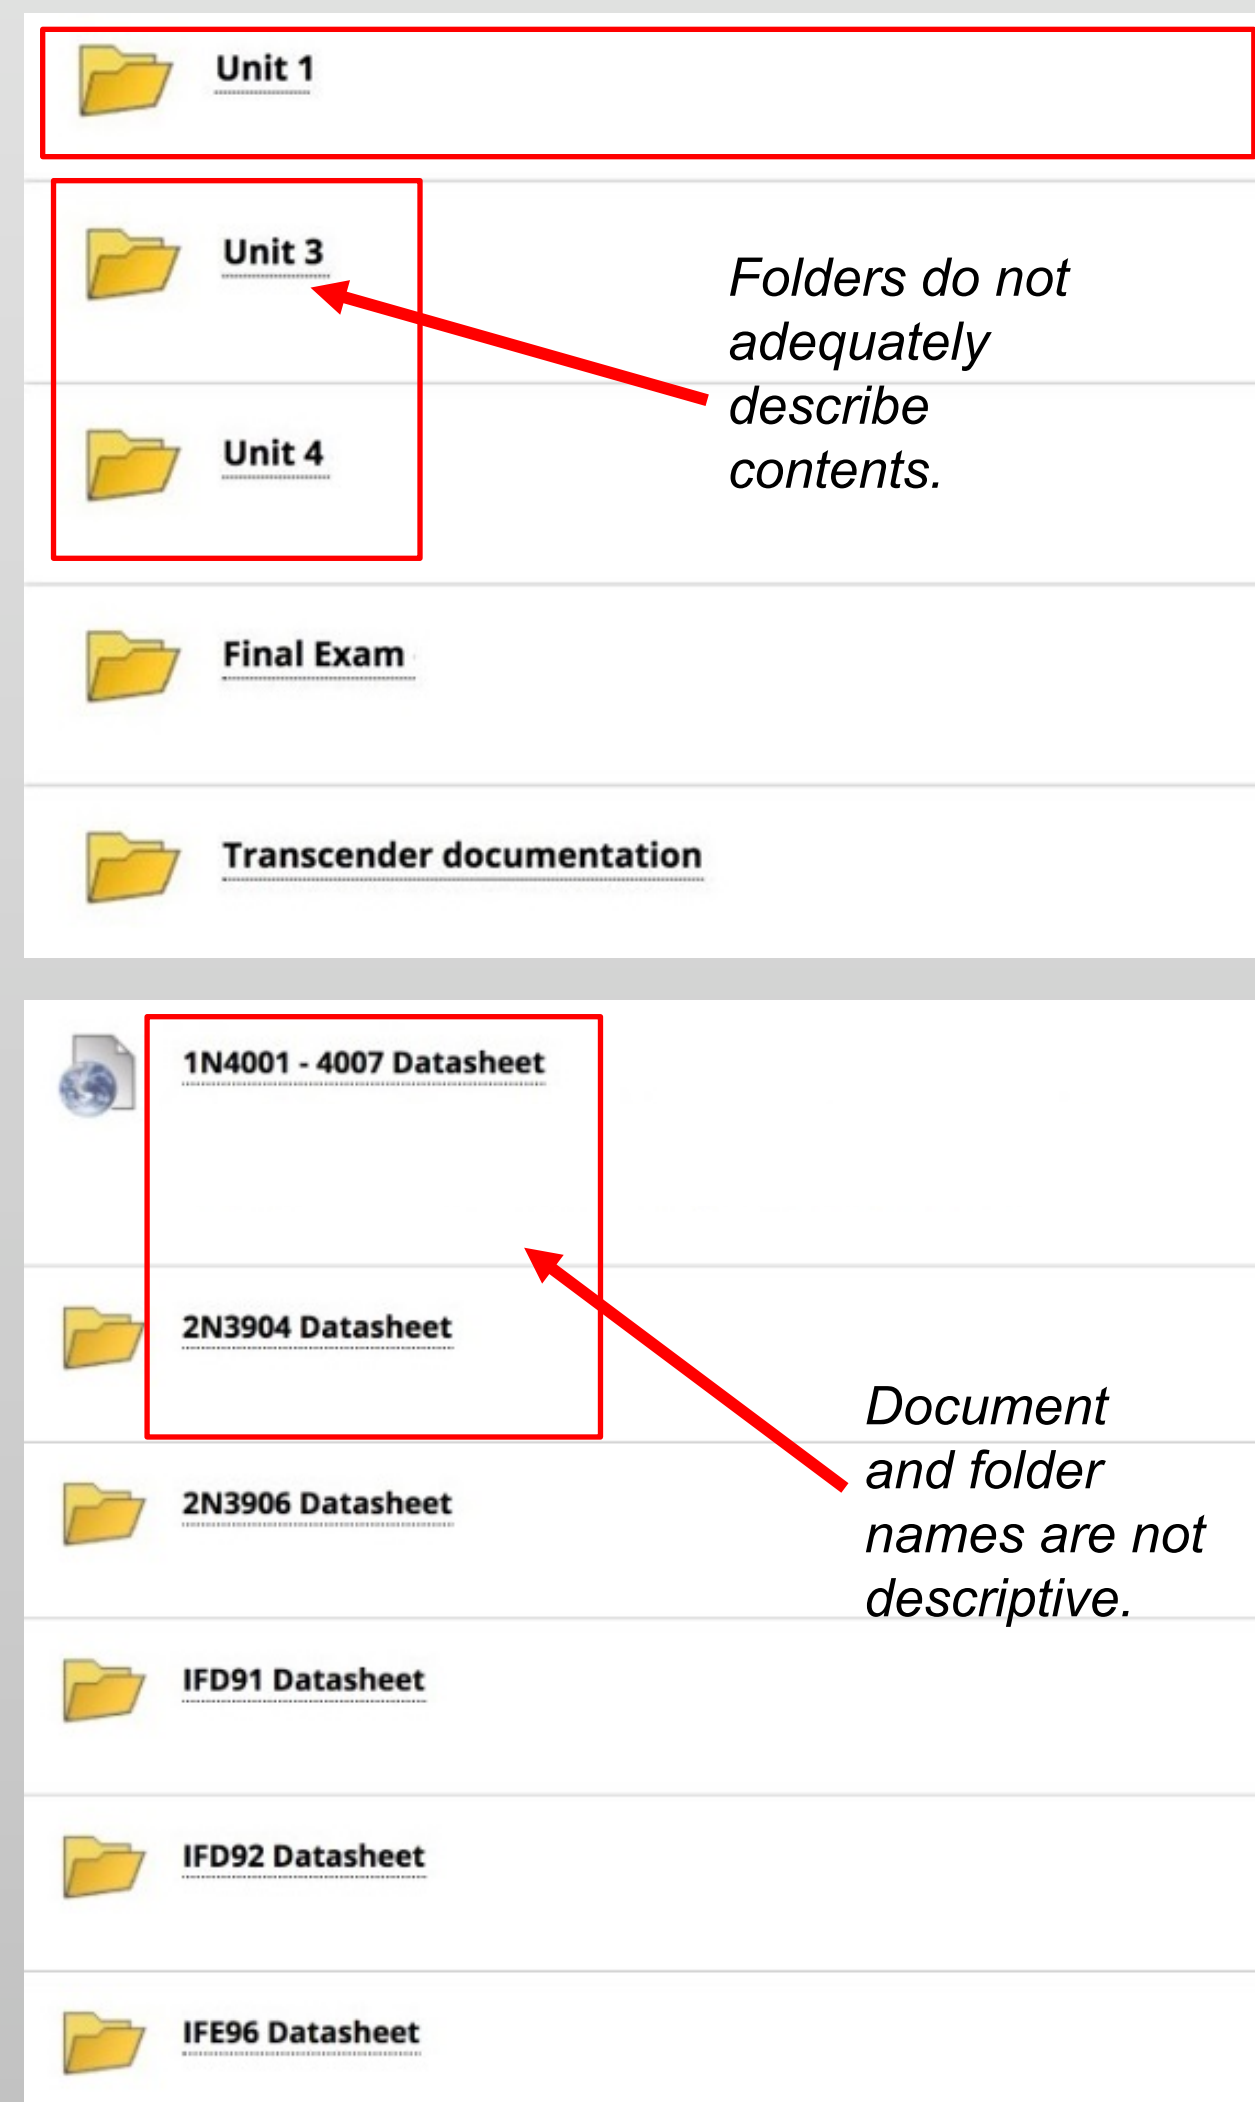 Unit 1
Unit 3
Folders do not
adequately
describe
contents.
Unit 4
Final Exam
Transcender documentation
1N4001 - 4007 Datasheet
2N3904 Datasheet
Document
and folder
names are not
descriptive.
2N3906 Datasheet
IFD91 Datasheet
IFD92 Datasheet
IFE96 Datasheet